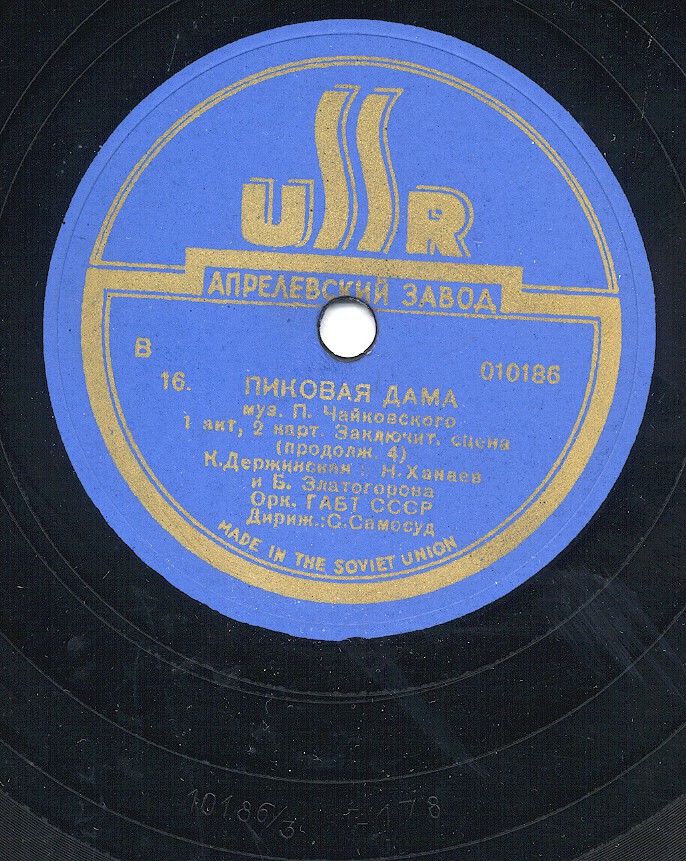 USSR
АПРЕЛЕВСКИЙ ЗАВОД
В
010186
16. ПИКОВАЯ ДАМА
муз. П. Чайковского
1 акт, 2 карт. Заключит. сцена
(продолж. 4)
К.Держинская Н.Ханаев
и Б. Златогорова
Орк. ГАБТ СССР
Дириж.:С.Самосуд
MADE IN THE SOVIET UNION
10186/3